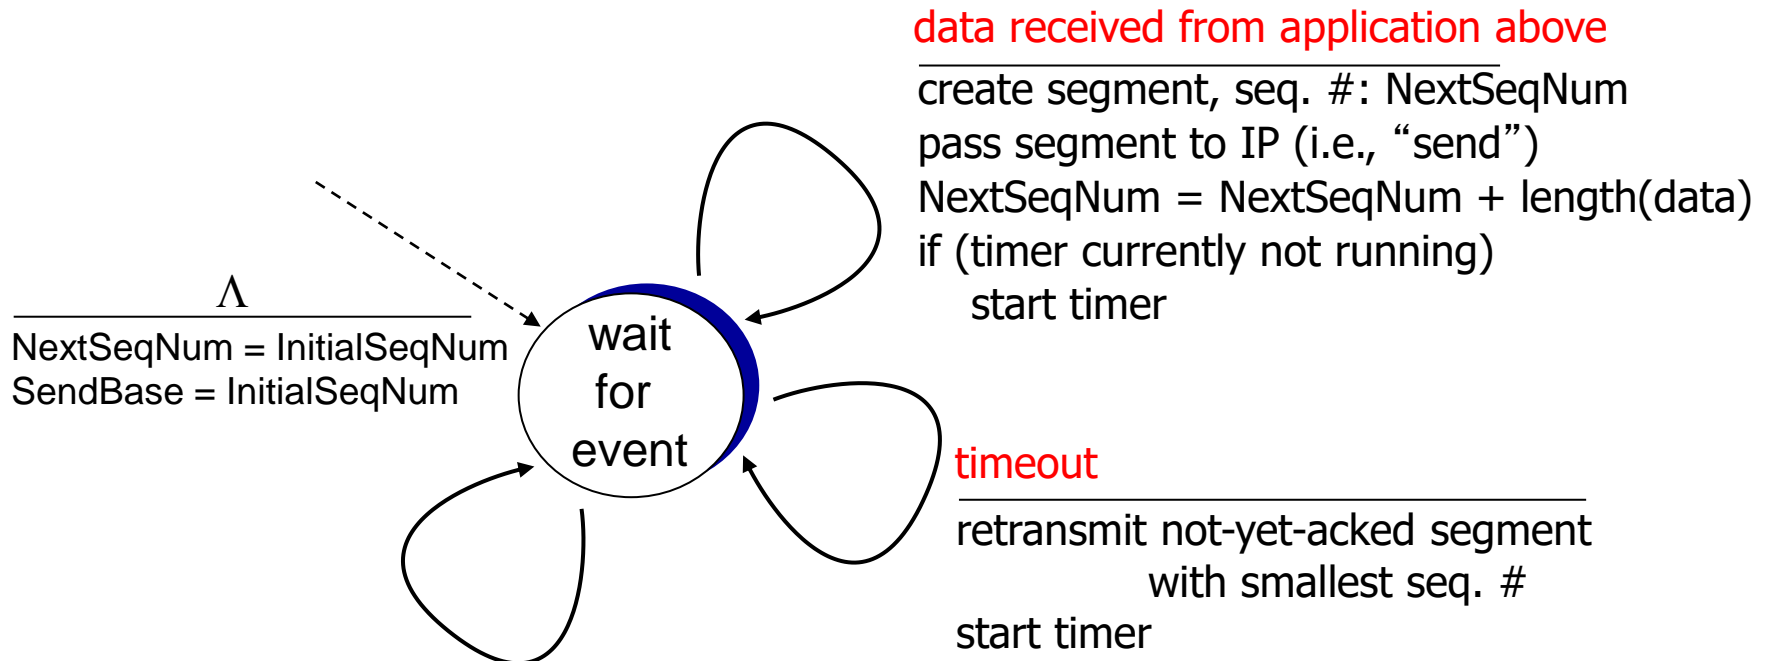 data received from application above
create segment, seq. #: NextSeqNum
pass segment to IP (i.e., “send”)
NextSeqNum = NextSeqNum + length(data)
if (timer currently not running)
start timer
Λ
NextSeqNum = InitialSeqNum
SendBase = InitialSeqNum
wait
for
event
timeout
retransmit not-yet-acked segment
with smallest seq. #
start timer